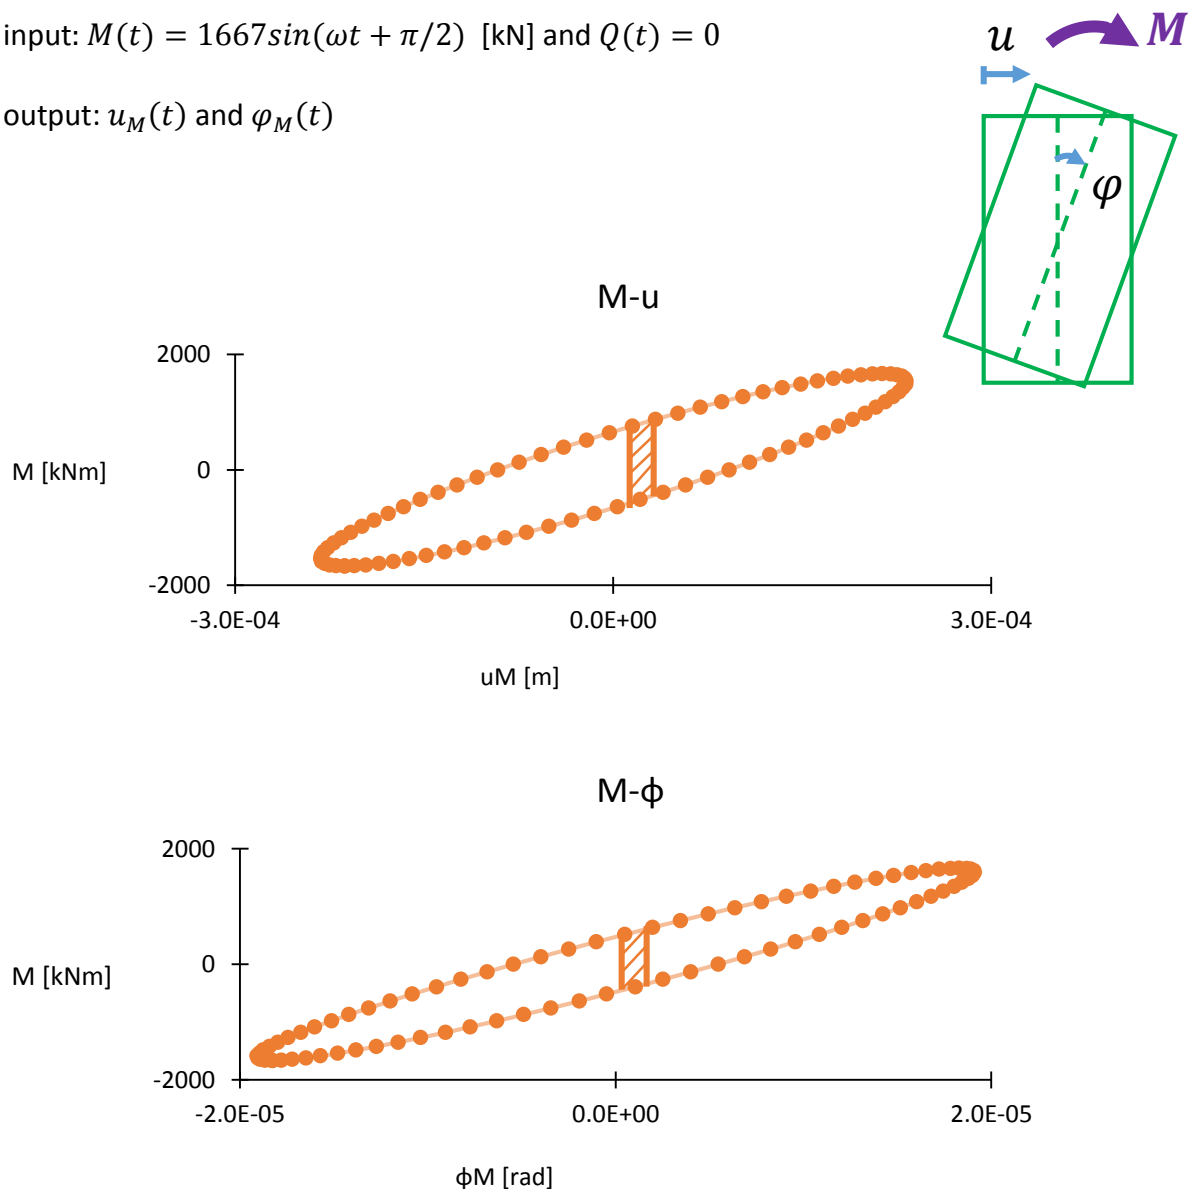 input: 𝑀(𝑡) = 1667𝑠𝑖𝑛(𝜔𝑡 + 𝜋/2) [kN] and 𝑄(𝑡) = 0
output: 𝑢_𝑀(𝑡) and 𝜑_𝑀(𝑡)
𝑢 𝑴
𝜑
M-u
2000
M [kNm]
0
-2000
-3.0E-04 0.0E+00 3.0E-04
uM [m]
M-ϕ
2000
M [kNm]
0
-2000
-2.0E-05 0.0E+00 2.0E-05
ϕM [rad]